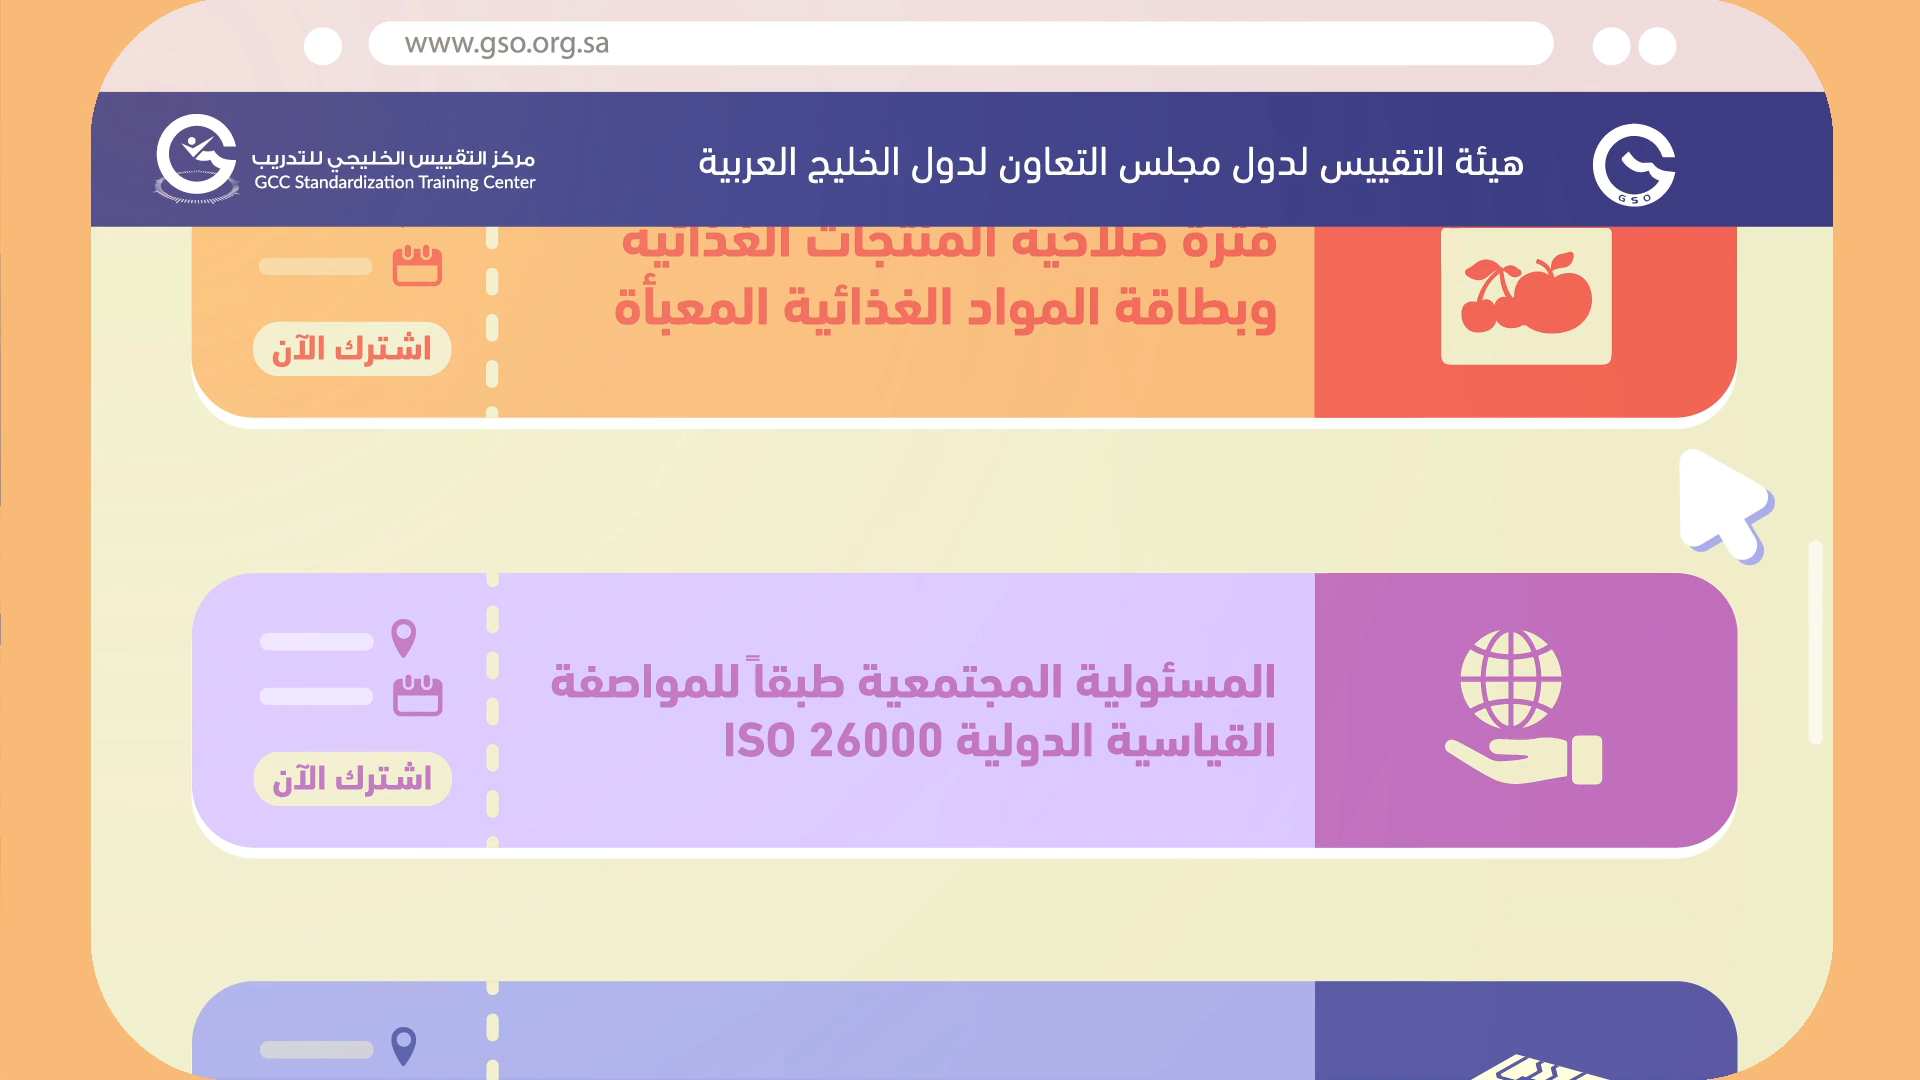 www.gso.org.sa
هيئة التقييس لدول مجلس التعاون لدول الخليج العربية
GSO
مركز التقييس الخليجي للتدريب
GCC Standardization Training Center
فترة صلاحية المنتجات الغذائية
وبطاقة المواد الغذائية المعبأة
اشترك الآن
المسئولية المجتمعية طبقاً للمواصفة
القياسية الدولية ISO 26000
اشترك الآن